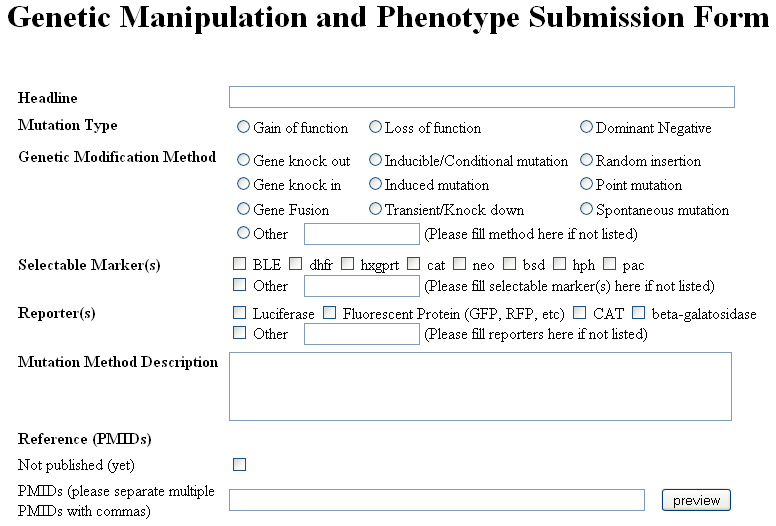 Genetic Manipulation and Phenotype Submission Form
Headline
Mutation Type Gain of function Loss of function Dominant Negative
Genetic Modification Method Gene knock out Inducible/Conditional mutation Random insertion
Gene knock in Induced mutation Point mutation
Gene Fusion Transient/Knock down Spontaneous mutation
Other (Please fill method here if not listed)
Selectable Marker(s) BLE dhfr hxgprt cat neo bsd hph pac
Other (Please fill selectable marker(s) here if not listed)
Reporter(s) Luciferase Fluorescent Protein (GFP, RFP, etc) CAT beta-galatosidase
Other (Please fill reporters here if not listed)
Mutation Method Description
Reference (PMIDs)
Not published (yet)
PMIDs (please separate multiple
PMIDs with commas) preview